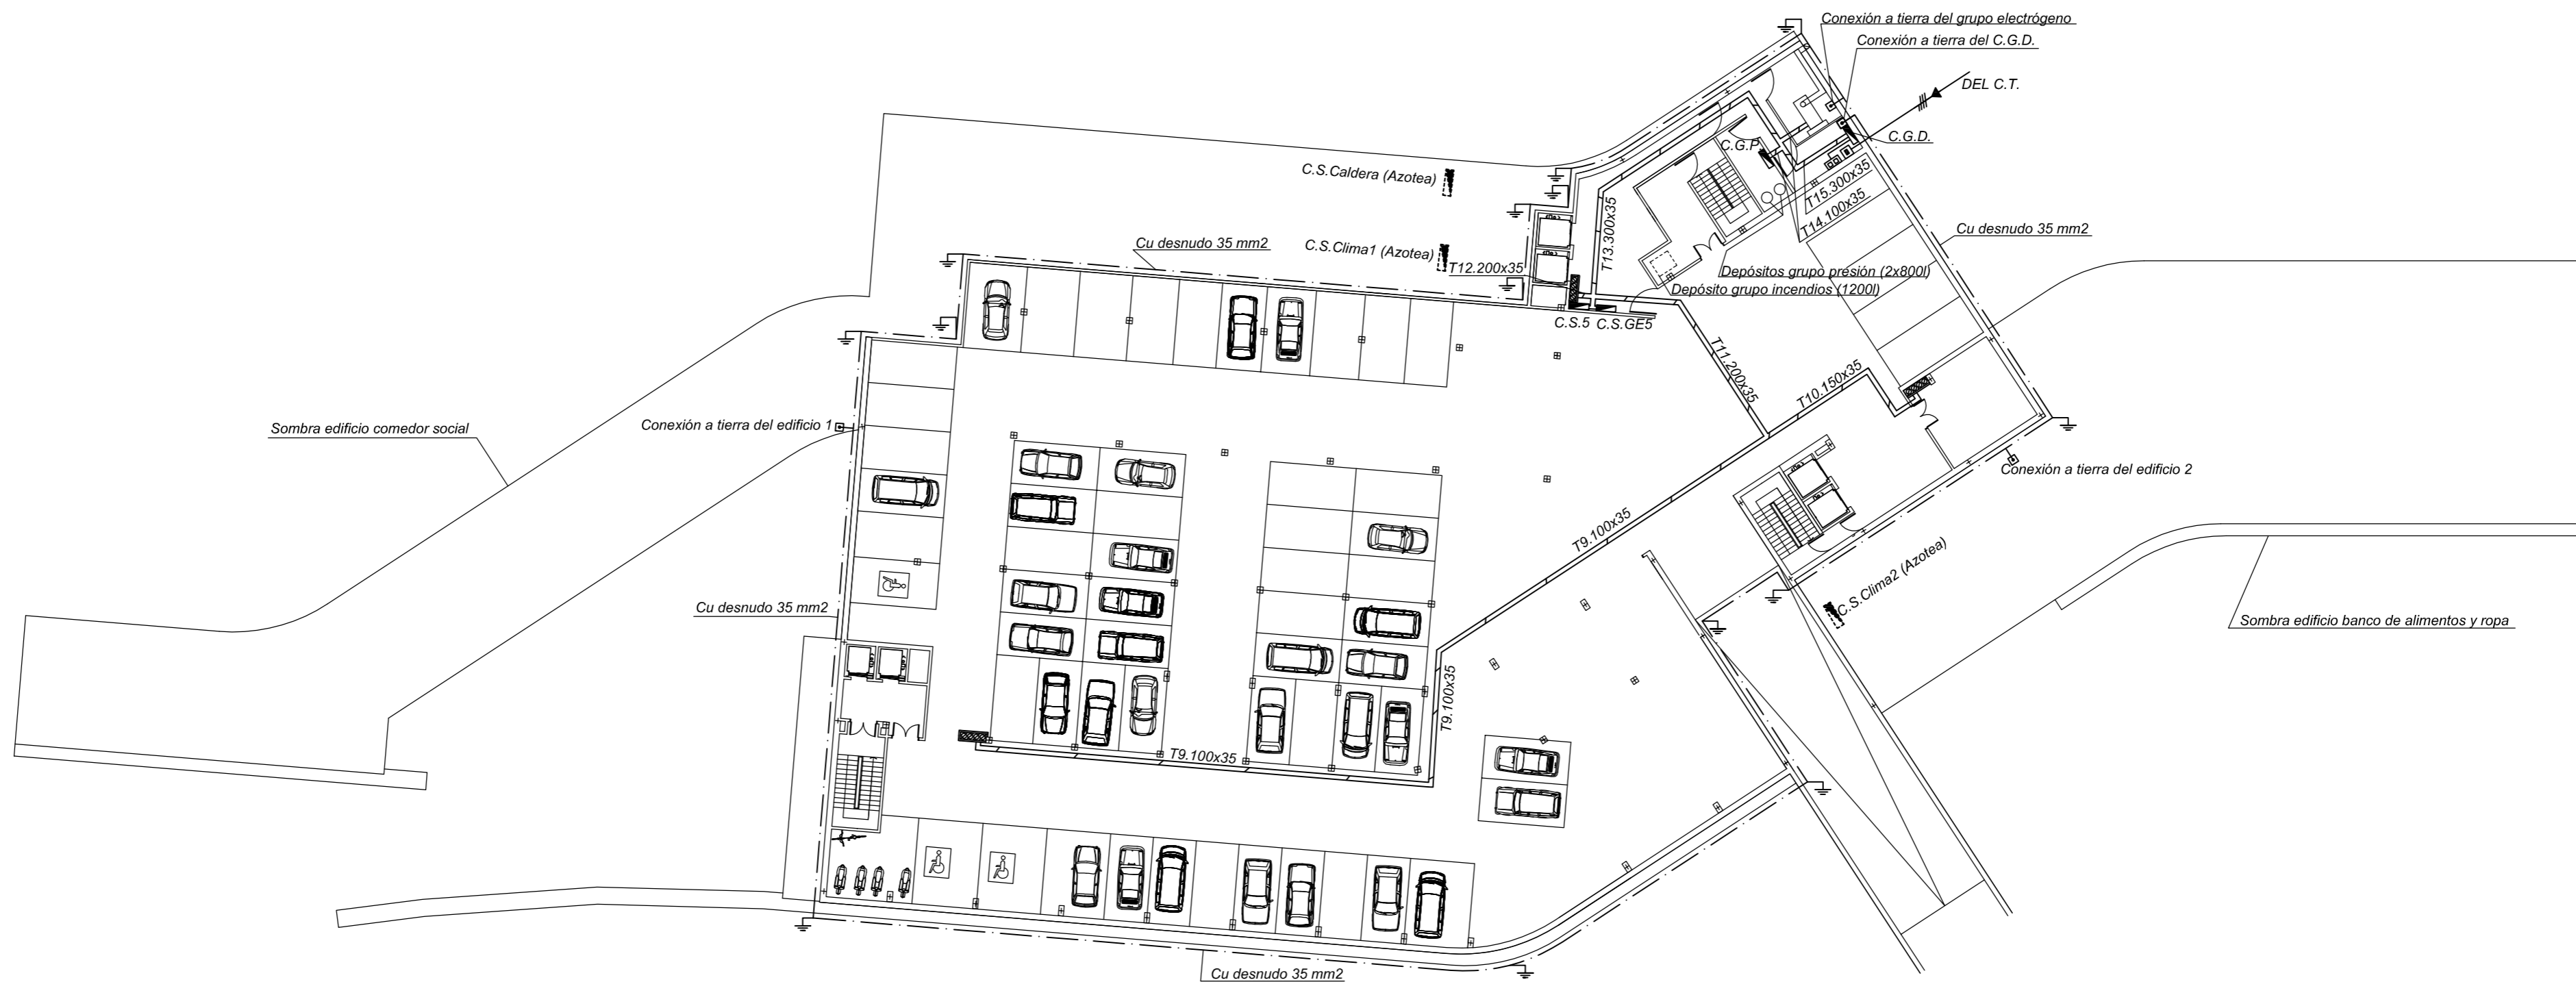 Conexión a tierra del grupo electrógeno
Conexión a tierra del C.G.D.
DEL C.T.
C.G.D.
C.G.P.
C.S.Caldera (Azotea)
T15.300x35
T14.100x35
T13.300x35
Cu desnudo 35 mm2
C.S.Clima1 (Azotea)
Cu desnudo 35 mm2
T12.200x35
Depósitos grupo presión (2x800l)
Depósito grupo incendios (1200l)
C.S.5
C.S.GE5
T11.200x35
T10.150x35
Sombra edificio comedor social
Conexión a tierra del edificio 1
Conexión a tierra del edificio 2
T9.100x35
C.S.Clima2 (Azotea)
Cu desnudo 35 mm2
Sombra edificio banco de alimentos y ropa
T9.100x35
T9.100x35
Cu desnudo 35 mm2